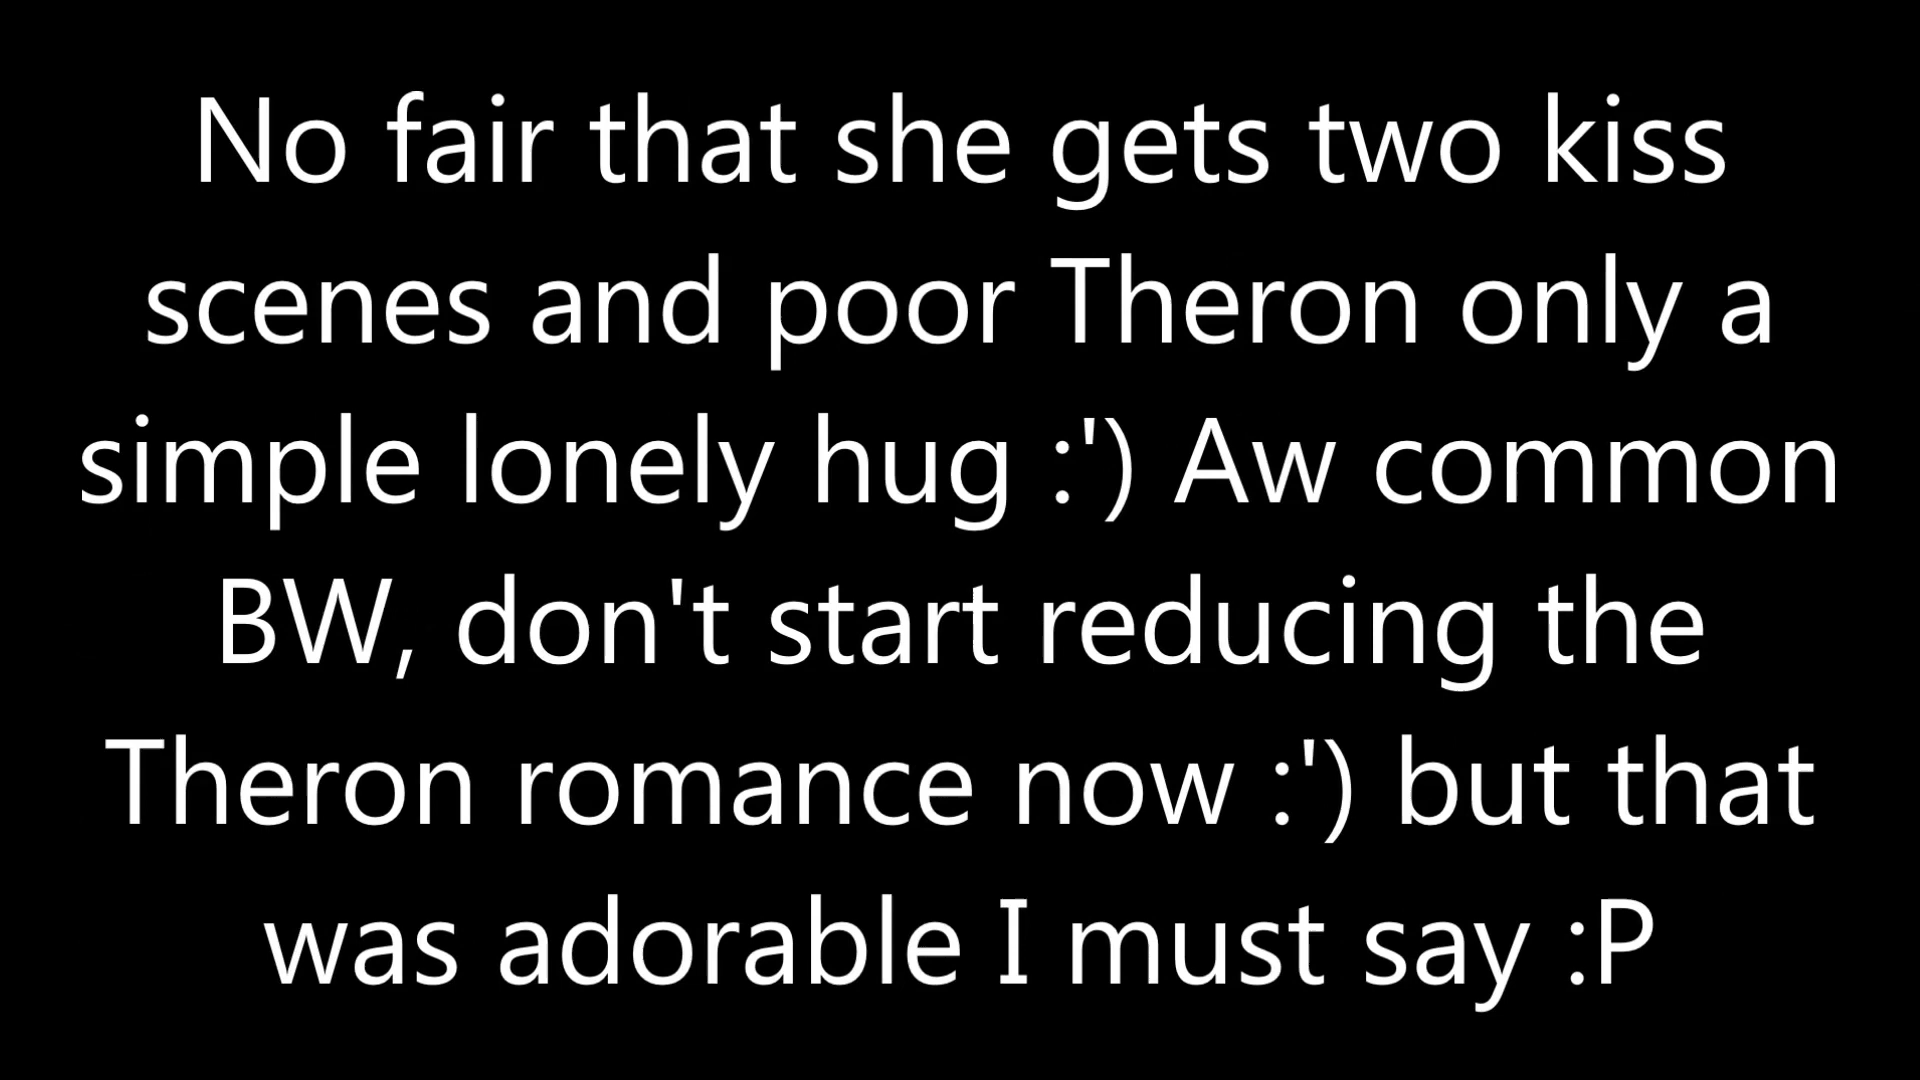 No fair that she gets two kiss
scenes and poor Theron only a
simple lonely hug :') Aw common
BW, don't start reducing the
Theron romance now :') but that
was adorable I must say :P